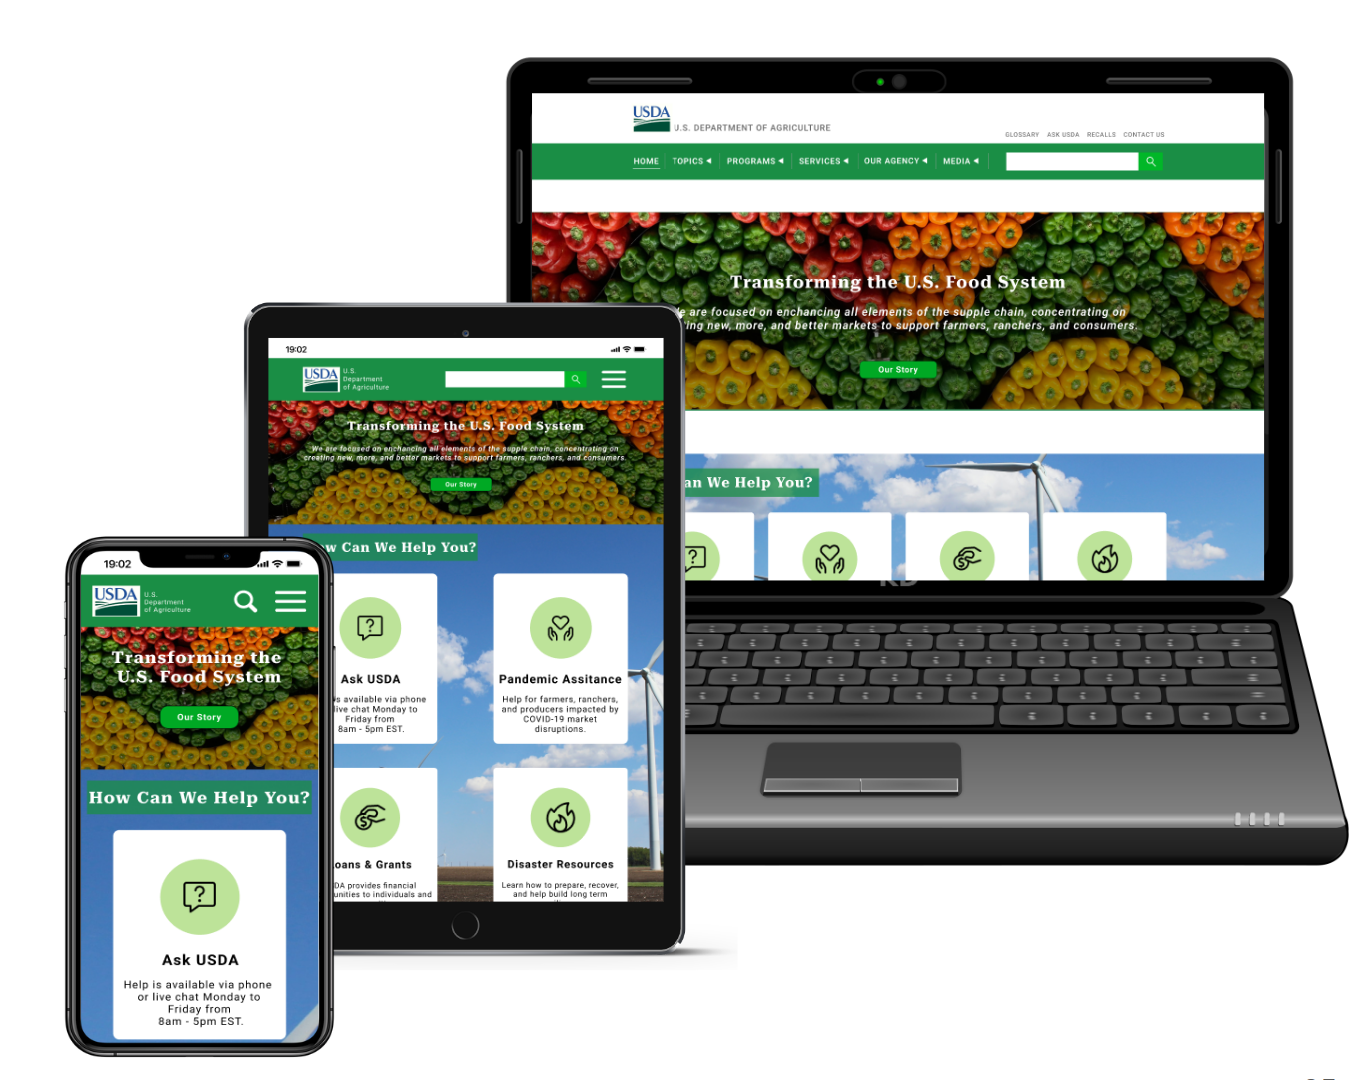 USDA
U.S. DEPARTMENT OF AGRICULTURE
GLOSSARY ASK USDA RECALLS CONTACT US
HOME TOPICS PROGRAMS SERVICES OUR AGENCY MEDIA
Transforming the U.S. Food System
are focused on enchancing all elements of the supple chain, concentrating on
new, more, and better markets to support farmers, ranchers, and consumers.
Our Story
an We Help You?
19:02
USDA
U.S.
Department
of Agriculture
Transforming the U.S. Food System
We are focused on enchancing all elements of the supple chain, concentrating on
creating new, more, and better markets to support farmers, ranchers, and consumers.
Our Story
How Can We Help You?
Ask USDA
is available via phone
live chat Monday to
Friday from
8am - 5pm EST.
Pandemic Assitance
Help for farmers, ranchers,
and producers impacted by
COVID-19 market
disruptions.
oans & Grants
DA provides financial
unities to individuals and
Disaster Resources
Learn how to prepare, recover,
and help build long term
19:02
USDA
U.S.
Department
of Agriculture
Transforming the
U.S. Food System
Our Story
How Can We Help You?
Ask USDA
Help is available via phone
or live chat Monday to
Friday from
8am - 5pm EST.